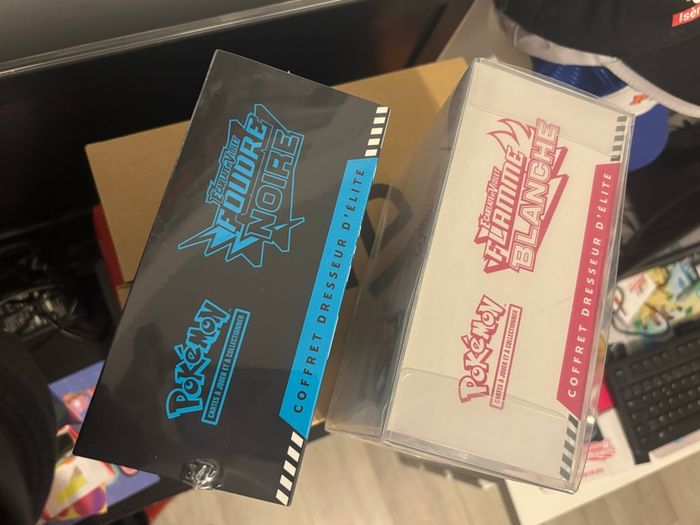 ÉCARLATE ET VIOLET
FOUDRE
NOIRE
POKÉMON
CARTES À JOUER ET À COLLECTIONNER
COFFRET DRESSEUR D'ÉLITE
ÉCARLATE ET VIOLET
FLAMME
BLANCHE
POKÉMON
CARTES À JOUER ET À COLLECTIONNER
COFFRET DRESSEUR D'ÉLITE